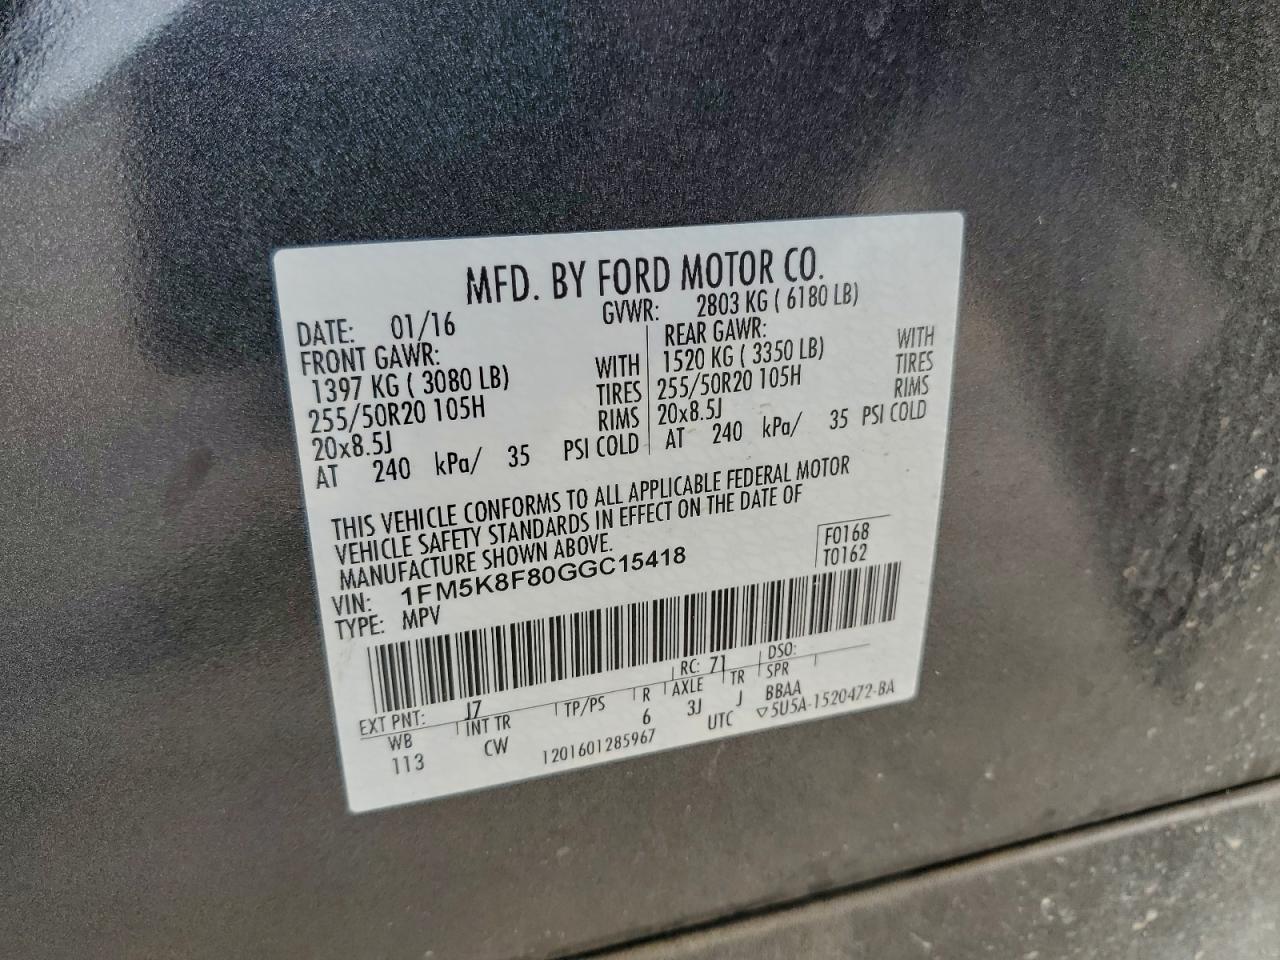 MFD. BY FORD MOTOR CO.
DATE: 01/16 GVWR: 2803 KG ( 6180 LB)
FRONT GAWR: REAR GAWR:
1397 KG ( 3080 LB) WITH 1520 KG ( 3350 LB) WITH
255/50R20 105H TIRES 255/50R20 105H TIRES
20x8.5J RIMS 20x8.5J RIMS
AT 240 kPa/ 35 PSI COLD AT 240 kPa/ 35 PSI COLD
THIS VEHICLE CONFORMS TO ALL APPLICABLE FEDERAL MOTOR
VEHICLE SAFETY STANDARDS IN EFFECT ON THE DATE OF
MANUFACTURE SHOWN ABOVE.
F0168
T0162
VIN: 1FM5K8F80GGC15418
TYPE: MPV
EXT PNT: J7 RC: 71 DSO:
WB INT TR TP/PS R AXLE TR SPR
113 CW 6 3J J BBAA
1201601285967 UTC ▽5U5A-1520472-BA